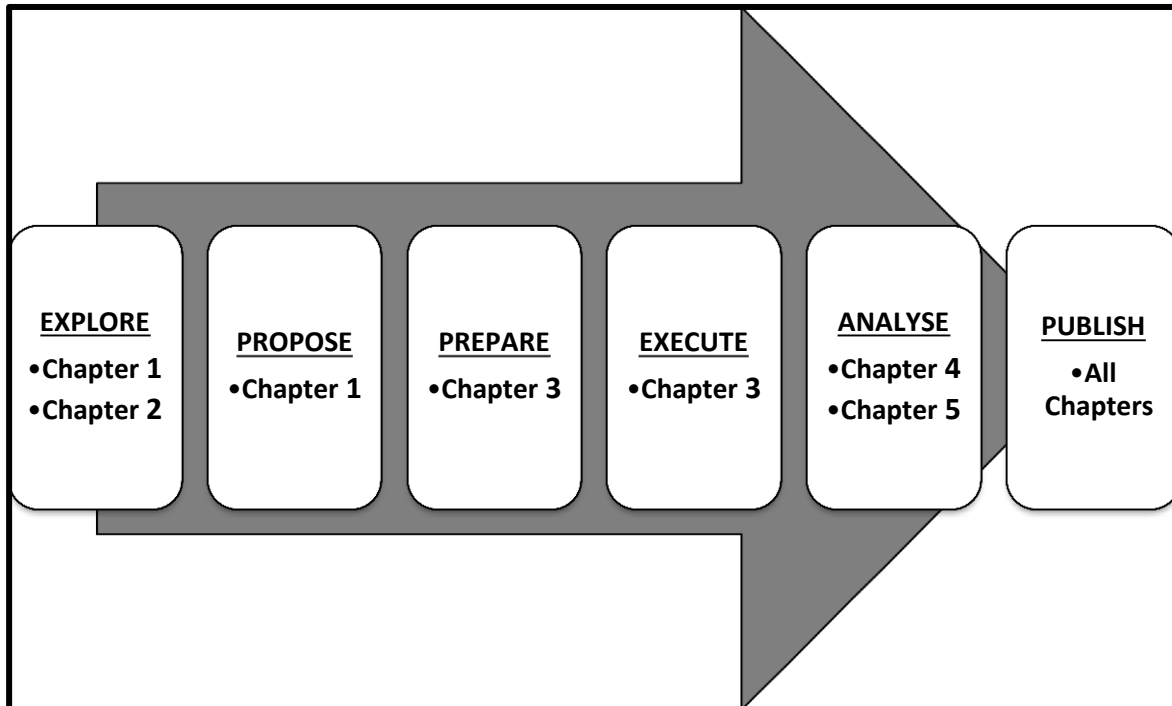 EXPLORE
•Chapter 1
•Chapter 2
PROPOSE
•Chapter 1
PREPARE
•Chapter 3
EXECUTE
•Chapter 3
ANALYSE
•Chapter 4
•Chapter 5
PUBLISH
•All
Chapters